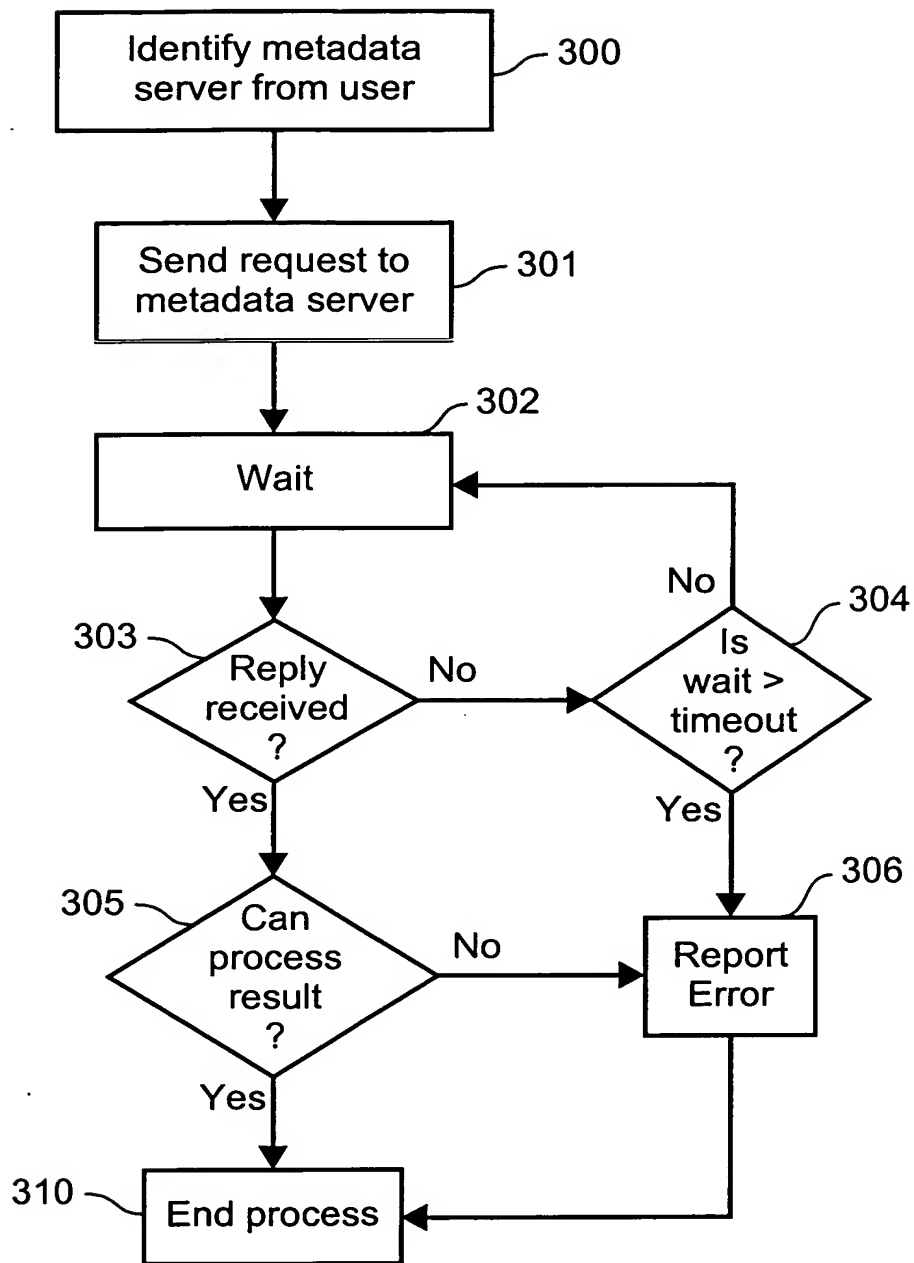 Identify metadata
server from user
300
Send request to
metadata server
301
302
Wait
No
304
303
Reply
received
?
No
Is
wait >
timeout
?
Yes
Yes
305
Can
process
result
?
No
306
Report
Error
Yes
310
End process